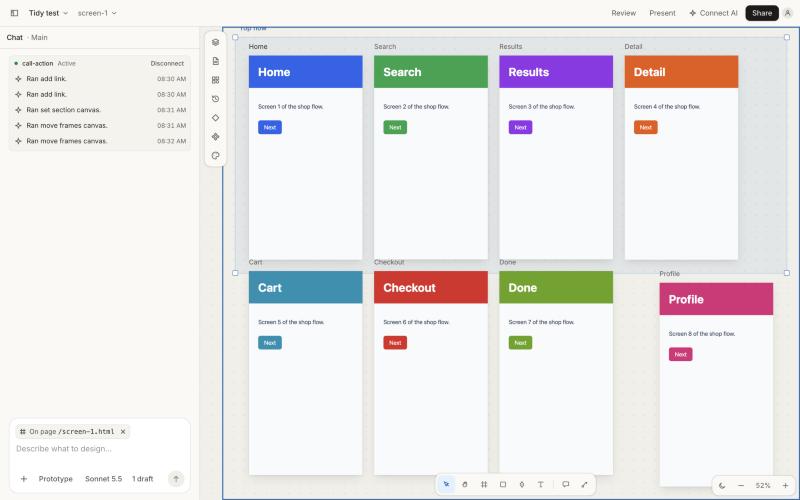 Tidy test
screen-1
Review
Present
Connect AI
Share
Chat · Main
call-action Active
Disconnect
Ran add link. 08:30 AM
Ran add link. 08:30 AM
Ran set section canvas. 08:31 AM
Ran move frames canvas. 08:31 AM
Ran move frames canvas. 08:32 AM
On page /screen-1.html
Describe what to design...
Prototype
Sonnet 5.5
1 draft
Top flow
Home
Search
Results
Detail
Home
Search
Results
Detail
Screen 1 of the shop flow.
Screen 2 of the shop flow.
Screen 3 of the shop flow.
Screen 4 of the shop flow.
Next
Next
Next
Next
Cart
Checkout
Done
Profile
Cart
Checkout
Done
Profile
Screen 5 of the shop flow.
Screen 6 of the shop flow.
Screen 7 of the shop flow.
Screen 8 of the shop flow.
Next
Next
Next
Next
52%